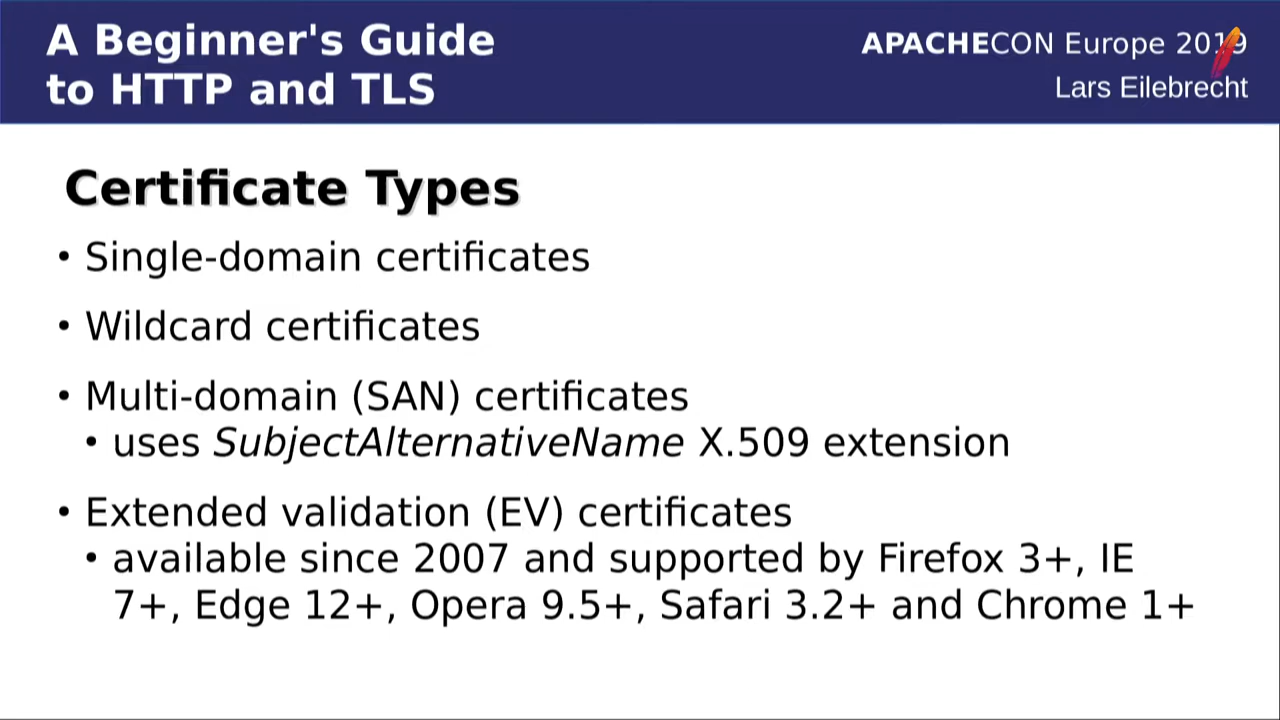 A Beginner's Guide
to HTTP and TLS
APACHECON Europe 2019
Lars Eilebrecht
Certificate Types
• Single-domain certificates
• Wildcard certificates
• Multi-domain (SAN) certificates
• uses SubjectAlternativeName X.509 extension
• Extended validation (EV) certificates
• available since 2007 and supported by Firefox 3+, IE
7+, Edge 12+, Opera 9.5+, Safari 3.2+ and Chrome 1+